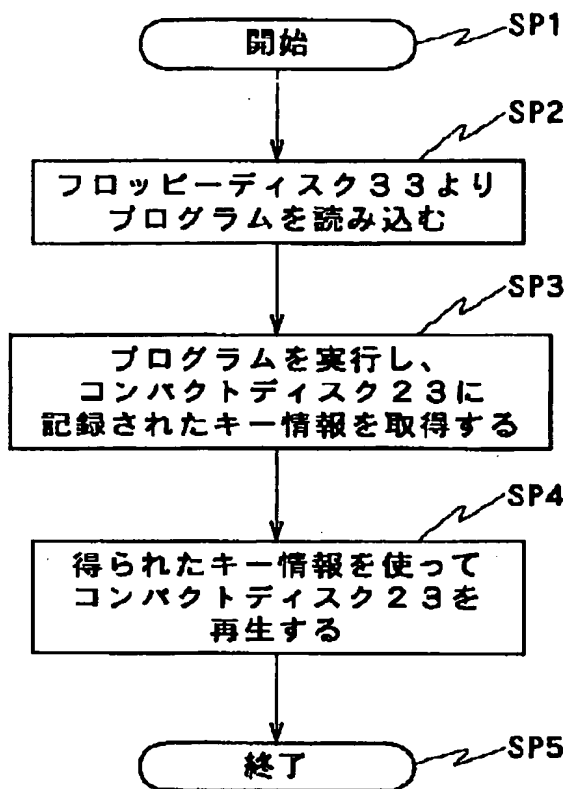 開始
SP1
SP2
フロッピーディスク33より
プログラムを読み込む
SP3
プログラムを実行し、
コンパクトディスク23に
記録されたキー情報を取得する
SP4
得られたキー情報を使って
コンパクトディスク23を
再生する
終了
SP5